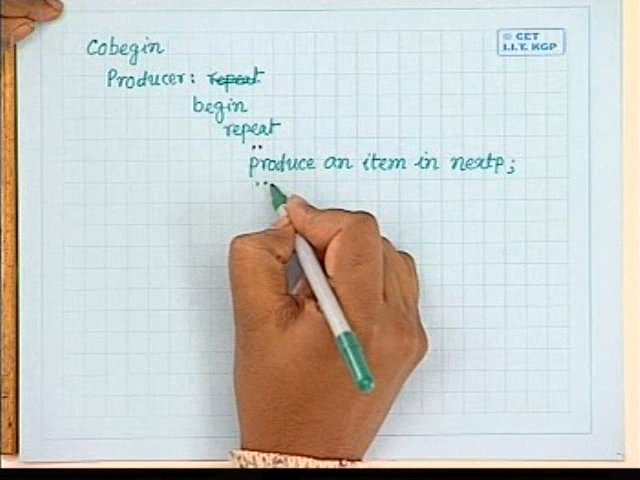 Cobegin
© CET
I.I.T. KGP
Producer: repeat
begin
repeat
..
produce an item in nextp;
...